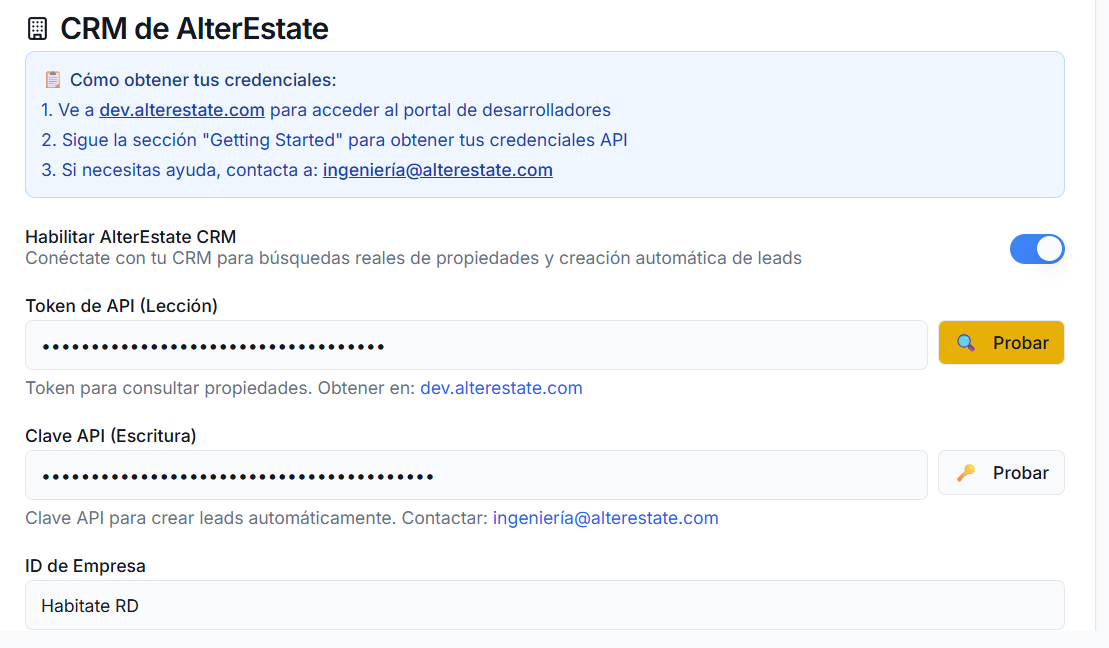 CRM de AlterEstate
📋 Cómo obtener tus credenciales:
1. Ve a dev.alterestate.com para acceder al portal de desarrolladores
2. Sigue la sección "Getting Started" para obtener tus credenciales API
3. Si necesitas ayuda, contacta a: ingeniería@alterestate.com
Habilitar AlterEstate CRM
Conéctate con tu CRM para búsquedas reales de propiedades y creación automática de leads
Token de API (Lección)
•••••••••••••••••••••••••••••••••••
🔍 Probar
Token para consultar propiedades. Obtener en: dev.alterestate.com
Clave API (Escritura)
••••••••••••••••••••••••••••••••••••••••
🔑 Probar
Clave API para crear leads automáticamente. Contactar: ingeniería@alterestate.com
ID de Empresa
Habitate RD